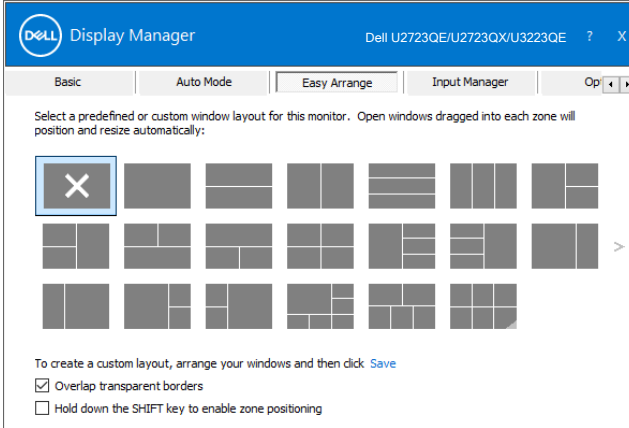 DELL Display Manager
Dell U2723QE/U2723QX/U3223QE ? X
Basic Auto Mode Easy Arrange Input Manager Op
Select a predefined or custom window layout for this monitor. Open windows dragged into each zone will
position and resize automatically:
>
To create a custom layout, arrange your windows and then click Save
Overlap transparent borders
Hold down the SHIFT key to enable zone positioning